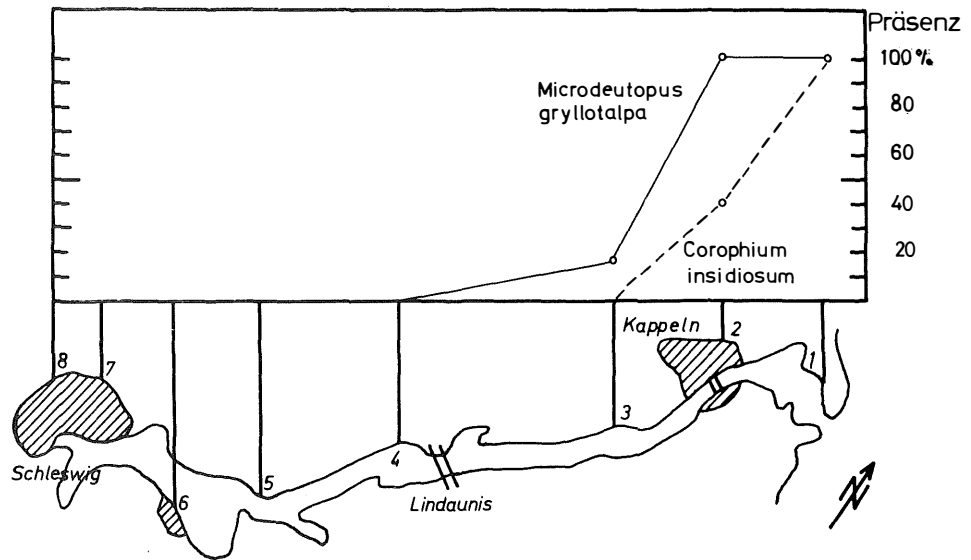 Präsenz
100%
80
60
40
20
Microdeutopus
gryllotalpa
Corophium
insidiosum
Kappeln
2
1
8
7
3
4
5
6
Schleswig
Lindaunis
N